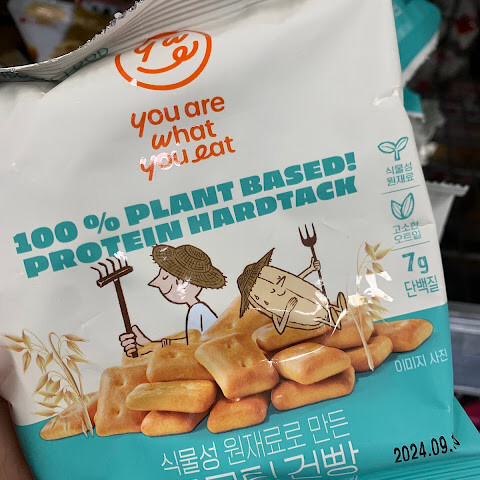 you are
what
you eat
100 % PLANT BASED!
PROTEIN HARDTACK
식물성
원재료
고소한
오트밀
7g
단백질
이미지 사진
식물성 원재료로 만든
건빵
2024.09.